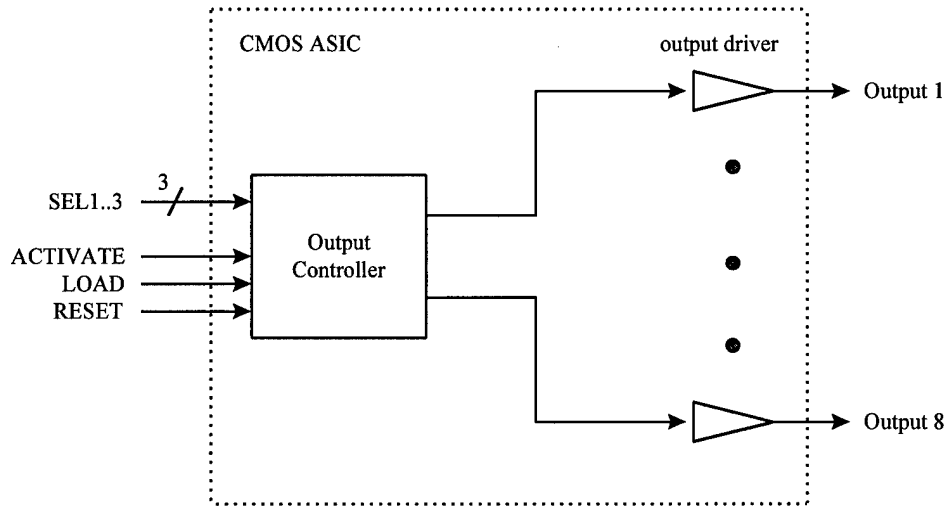 CMOS ASIC
output driver
Output 1
3
SEL1..3
ACTIVATE
LOAD
RESET
Output
Controller
Output 8